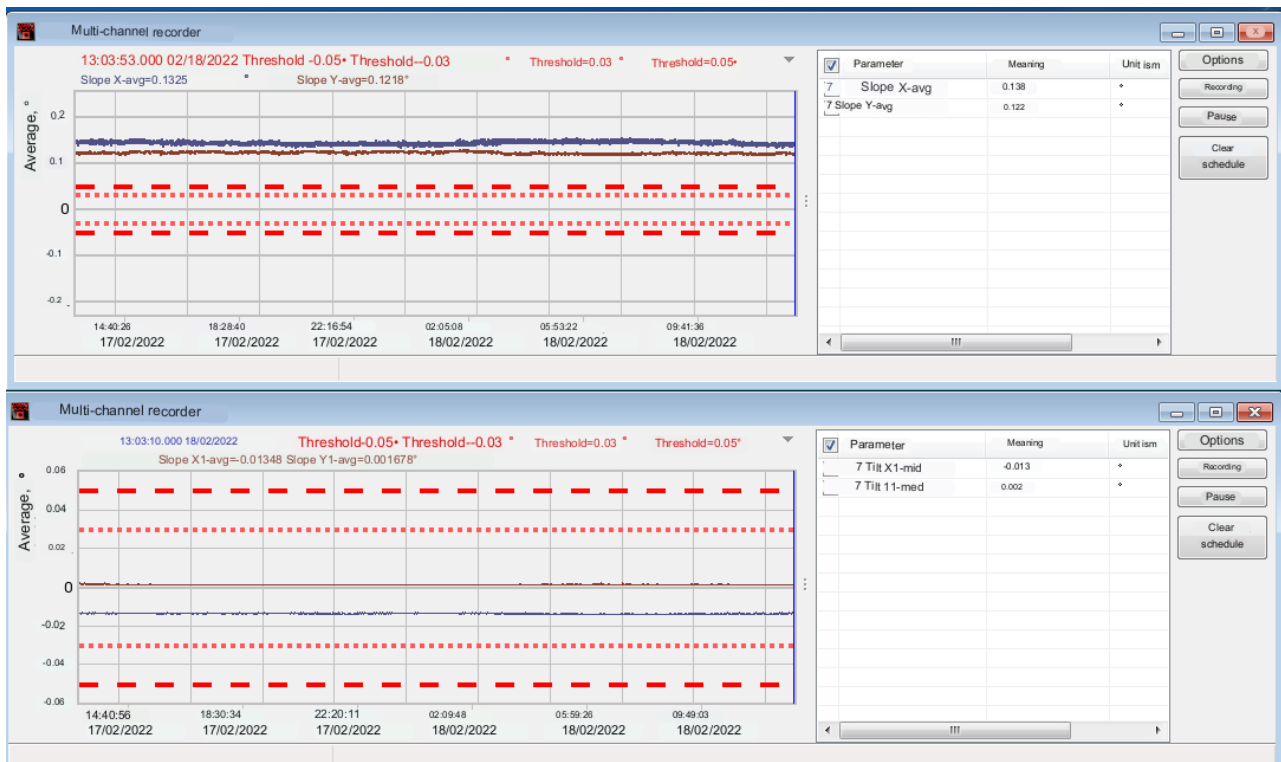 Multi-channel recorder
13:03:53.000 02/18/2022 Threshold -0.05• Threshold--0.03 ° Threshold=0.03 ° Threshold=0.05•
Slope X-avg=0.1325 ° Slope Y-avg=0.1218°
Average, °
0,2
0.1
0
-0.1
-0.2
14:40:26 18:28:40 22:16:54 02:05:08 05:53:22 09:41:36
17/02/2022 17/02/2022 17/02/2022 18/02/2022 18/02/2022 18/02/2022
Parameter Meaning Unit ism
7 Slope X-avg 0.138 °
7 Slope Y-avg 0.122 °
Options
Recording
Pause
Clear
schedule
Multi-channel recorder
13:03:10.000 18/02/2022 Threshold-0.05• Threshold--0.03 ° Threshold=0.03 ° Threshold=0.05°
Slope X1-avg=-0.01348 Slope Y1-avg=0.001678°
Average, °
0.06
0.04
0.02
0
-0.02
-0.04
-0.06
14:40:56 18:30:34 22:20:11 02:09:48 05:59:26 09:49:03
17/02/2022 17/02/2022 17/02/2022 18/02/2022 18/02/2022 18/02/2022
Parameter Meaning Unit ism
7 Tilt X1-mid -0.013 °
7 Tilt 11-med 0.002 °
Options
Recording
Pause
Clear
schedule